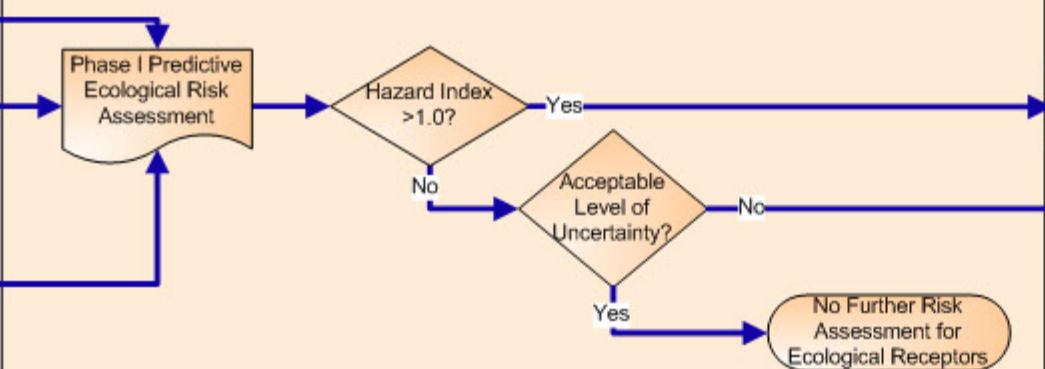 Phase I Predictive
Ecological Risk
Assessment
Hazard Index
>1.0?
Yes
No
Acceptable
Level of
Uncertainty?
No
Yes
No Further Risk
Assessment for
Ecological Receptors